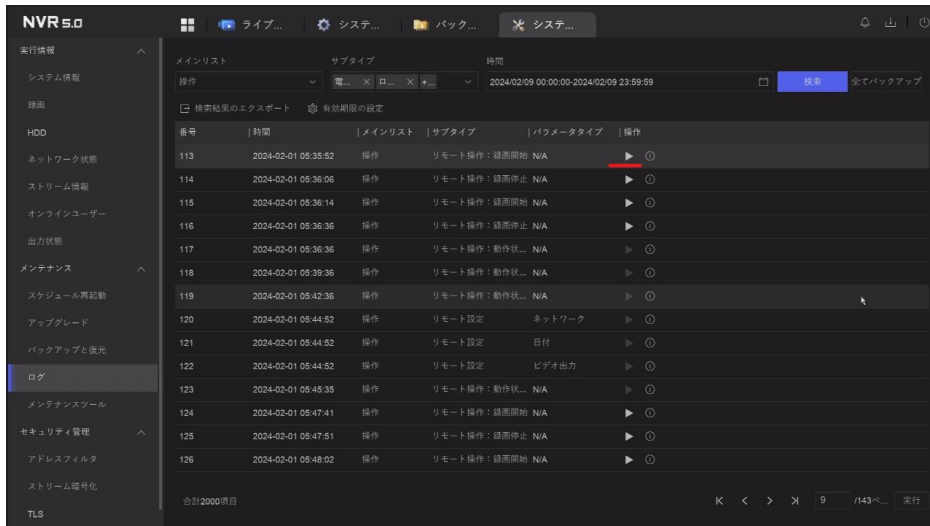 NVR 5.0
ライブ...
システ...
バック...
システ...
実行情報
システム情報
録画
HDD
ネットワーク状態
ストリーム情報
オンラインユーザー
出力状態
メンテナンス
スケジュール再起動
アップグレード
バックアップと復元
ログ
メンテナンスツール
セキュリティ管理
アドレスフィルタ
ストリーム暗号化
TLS
メインリスト サブタイプ 時間
操作 電... × ロ... × +... 2024/02/09 00:00:00-2024/02/09 23:59:59 検索 全てバックアップ
検索結果のエクスポート 有効期限の設定
番号 | 時間 | メインリスト | サブタイプ | パラメータタイプ | 操作
113 2024-02-01 05:35:52 操作 リモート操作：録画開始 N/A
114 2024-02-01 05:36:06 操作 リモート操作：録画停止 N/A
115 2024-02-01 05:36:14 操作 リモート操作：録画開始 N/A
116 2024-02-01 05:36:36 操作 リモート操作：録画停止 N/A
117 2024-02-01 05:36:36 操作 リモート操作：動作状... N/A
118 2024-02-01 05:39:36 操作 リモート操作：動作状... N/A
119 2024-02-01 05:42:36 操作 リモート操作：動作状... N/A
120 2024-02-01 05:44:52 操作 リモート設定 ネットワーク
121 2024-02-01 05:44:52 操作 リモート設定 日付
122 2024-02-01 05:44:52 操作 リモート設定 ビデオ出力
123 2024-02-01 05:45:35 操作 リモート操作：動作状... N/A
124 2024-02-01 05:47:41 操作 リモート操作：録画開始 N/A
125 2024-02-01 05:47:51 操作 リモート操作：録画停止 N/A
126 2024-02-01 05:48:02 操作 リモート操作：録画開始 N/A
合計2000項目 9 /143ペ... 実行